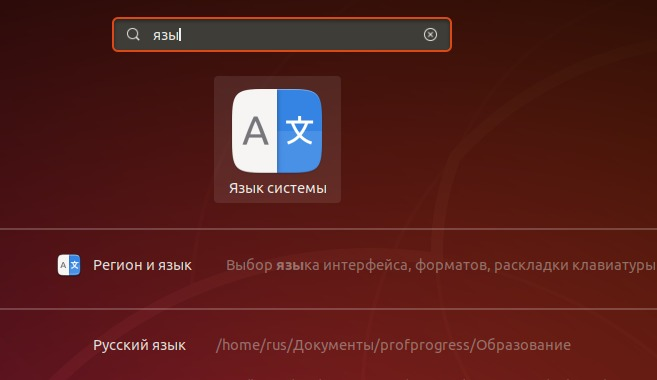 язы
A 文
Язык системы
A 文
Регион и язык Выбор языка интерфейса, форматов, раскладки клавиатуры
Русский язык /home/rus/Документы/profprogress/Образование